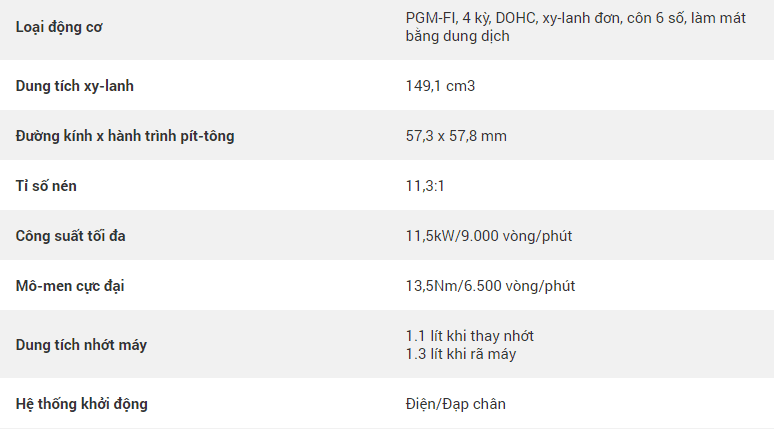 Loại động cơ
PGM-FI, 4 kỳ, DOHC, xy-lanh đơn, côn 6 số, làm mát
bằng dung dịch
Dung tích xy-lanh
149,1 cm3
Đường kính x hành trình pít-tông
57,3 x 57,8 mm
Tỉ số nén
11,3:1
Công suất tối đa
11,5kW/9.000 vòng/phút
Mô-men cực đại
13,5Nm/6.500 vòng/phút
Dung tích nhớt máy
1.1 lít khi thay nhớt
1.3 lít khi rã máy
Hệ thống khởi động
Điện/Đạp chân